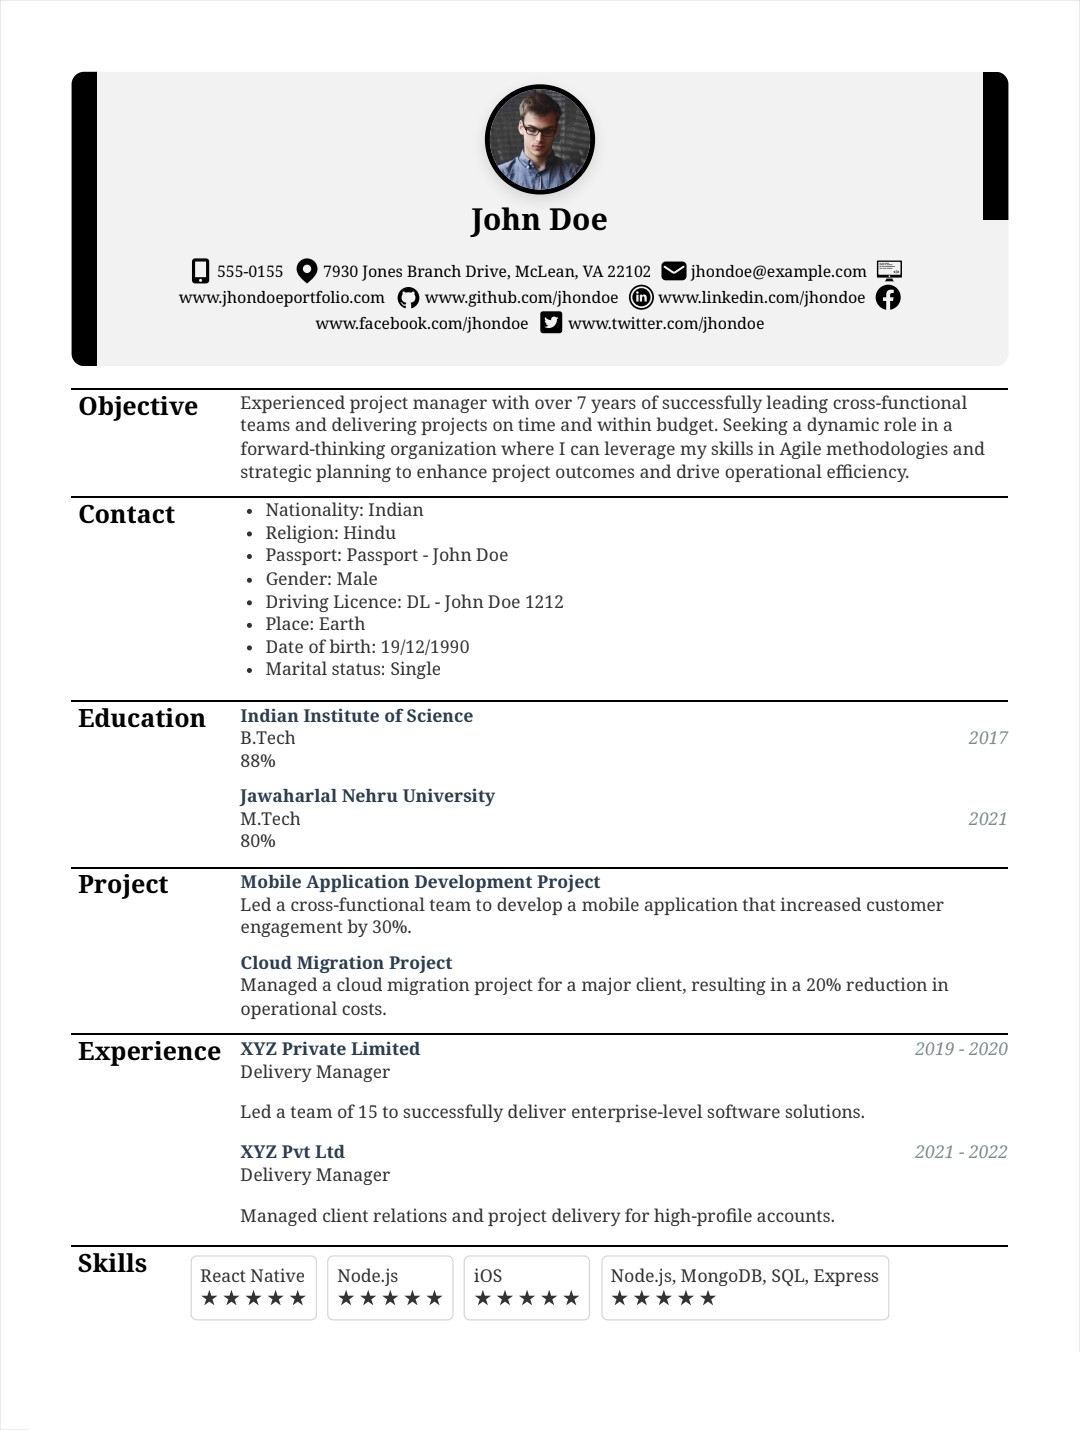 John Doe
555-0155 7930 Jones Branch Drive, McLean, VA 22102 jhondoe@example.com
www.jhondoeportfolio.com www.github.com/jhondoe www.linkedin.com/jhondoe
www.facebook.com/jhondoe www.twitter.com/jhondoe
Objective
Experienced project manager with over 7 years of successfully leading cross-functional
teams and delivering projects on time and within budget. Seeking a dynamic role in a
forward-thinking organization where I can leverage my skills in Agile methodologies and
strategic planning to enhance project outcomes and drive operational efficiency.
Contact
• Nationality: Indian
• Religion: Hindu
• Passport: Passport - John Doe
• Gender: Male
• Driving Licence: DL - John Doe 1212
• Place: Earth
• Date of birth: 19/12/1990
• Marital status: Single
Education
Indian Institute of Science
B.Tech 2017
88%
Jawaharlal Nehru University
M.Tech 2021
80%
Project
Mobile Application Development Project
Led a cross-functional team to develop a mobile application that increased customer
engagement by 30%.
Cloud Migration Project
Managed a cloud migration project for a major client, resulting in a 20% reduction in
operational costs.
Experience
XYZ Private Limited 2019 - 2020
Delivery Manager
Led a team of 15 to successfully deliver enterprise-level software solutions.
XYZ Pvt Ltd 2021 - 2022
Delivery Manager
Managed client relations and project delivery for high-profile accounts.
Skills
React Native Node.js iOS Node.js, MongoDB, SQL, Express
★★★★★ ★★★★★ ★★★★★ ★★★★★